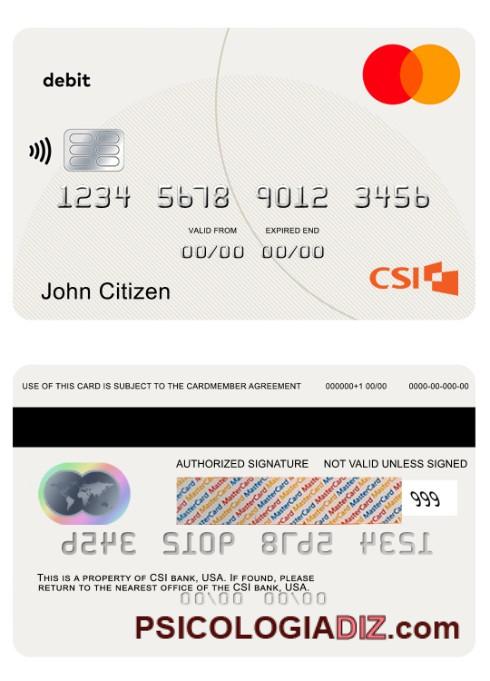 debit
1234 5678 9012 3456
VALID FROM EXPIRED END
00/00 00/00
CSI
John Citizen
USE OF THIS CARD IS SUBJECT TO THE CARDMEMBER AGREEMENT 000000+1 00/00 0000-00-000-00
AUTHORIZED SIGNATURE NOT VALID UNLESS SIGNED
MasterCard MasterCard MasterCard
999
THIS IS A PROPERTY OF CSI BANK, USA. IF FOUND, PLEASE
RETURN TO THE NEAREST OFFICE OF THE CSI BANK, USA.
00/00 00/00
PSICOLOGIADIZ.com